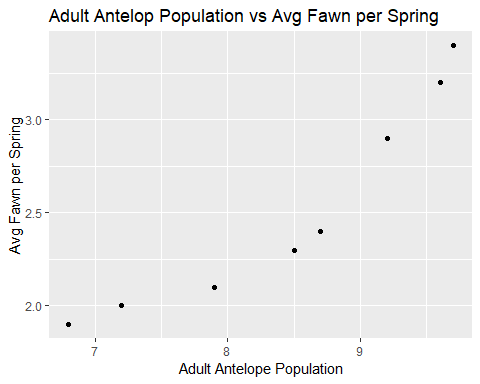 Adult Antelop Population vs Avg Fawn per Spring
Avg Fawn per Spring
3.0
2.5
2.0
7
8
9
Adult Antelope Population